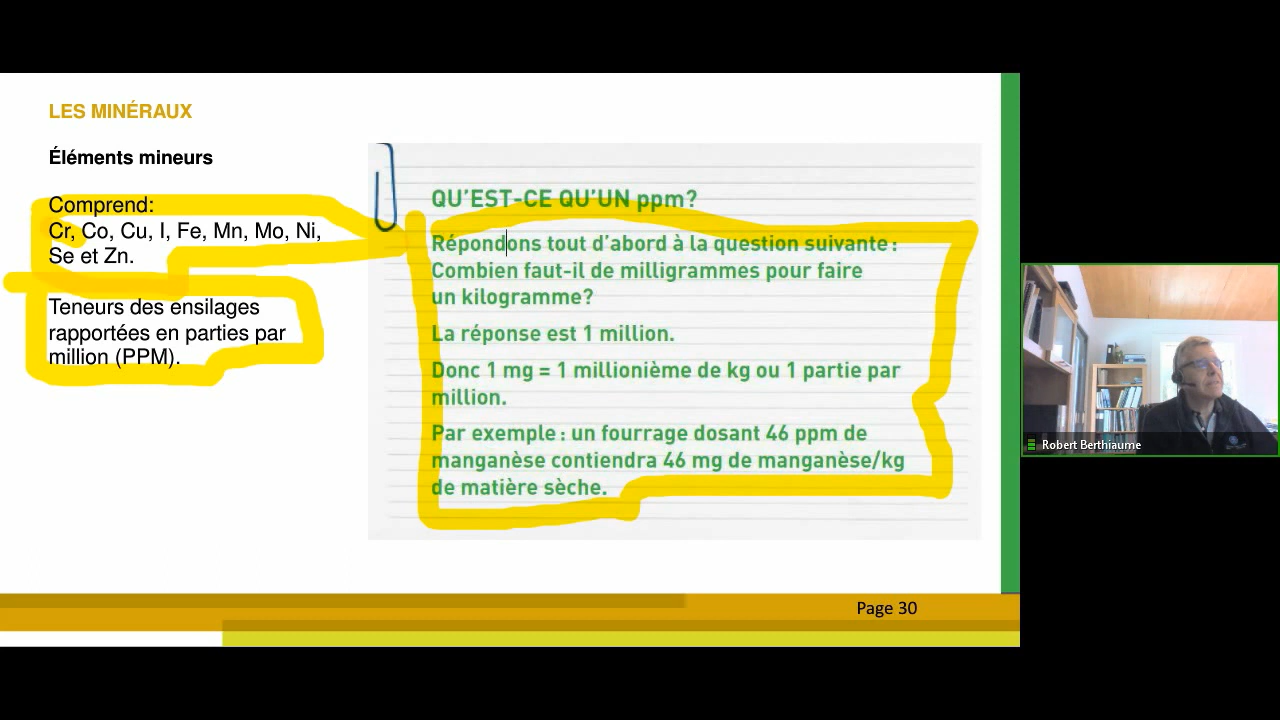 LES MINÉRAUX
Éléments mineurs
Comprend:
Cr, Co, Cu, I, Fe, Mn, Mo, Ni,
Se et Zn.
Teneurs des ensilages
rapportées en parties par
million (PPM).
QU'EST-CE QU'UN ppm?
Répondons tout d'abord à la question suivante :
Combien faut-il de milligrammes pour faire
un kilogramme?
La réponse est 1 million.
Donc 1 mg = 1 millionième de kg ou 1 partie par
million.
Par exemple : un fourrage dosant 46 ppm de
manganèse contiendra 46 mg de manganèse/kg
de matière sèche.
Page 30
Robert Berthiaume